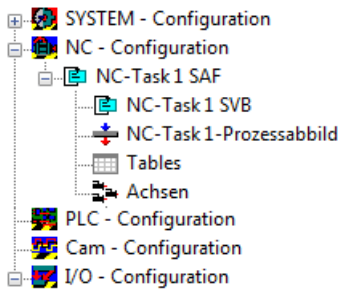 SYSTEM - Configuration
NC - Configuration
NC-Task 1 SAF
NC-Task 1 SVB
NC-Task 1-Prozessabbild
Tables
Achsen
PLC - Configuration
Cam - Configuration
I/O - Configuration